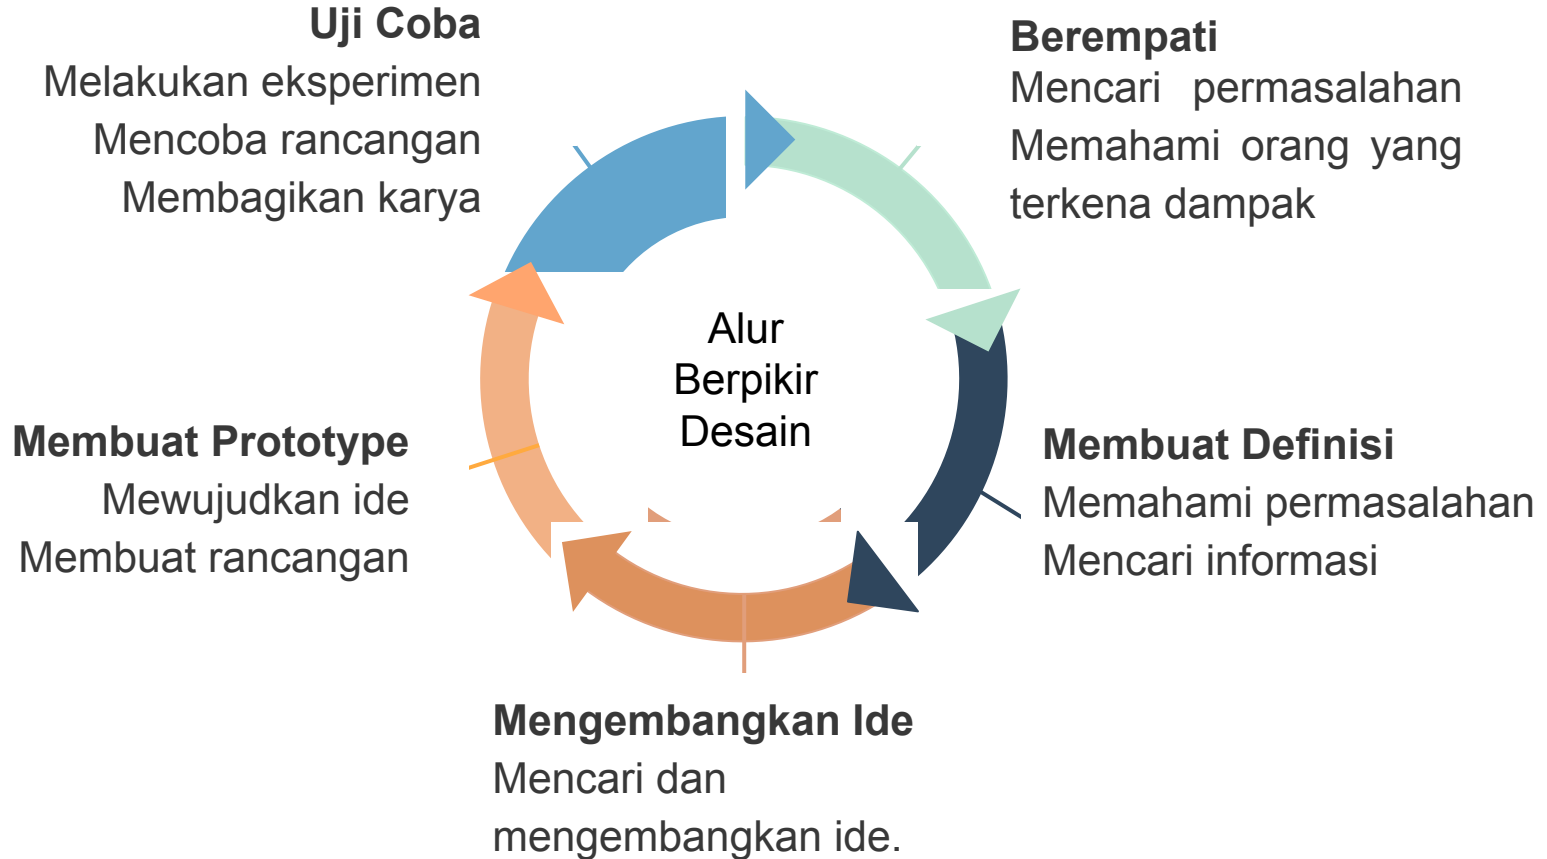 Uji Coba
Melakukan eksperimen
Mencoba rancangan
Membagikan karya
Berempati
Mencari permasalahan
Memahami orang yang
terkena dampak
Alur
Berpikir
Desain
Membuat Prototype
Mewujudkan ide
Membuat rancangan
Membuat Definisi
Memahami permasalahan
Mencari informasi
Mengembangkan Ide
Mencari dan
mengembangkan ide.